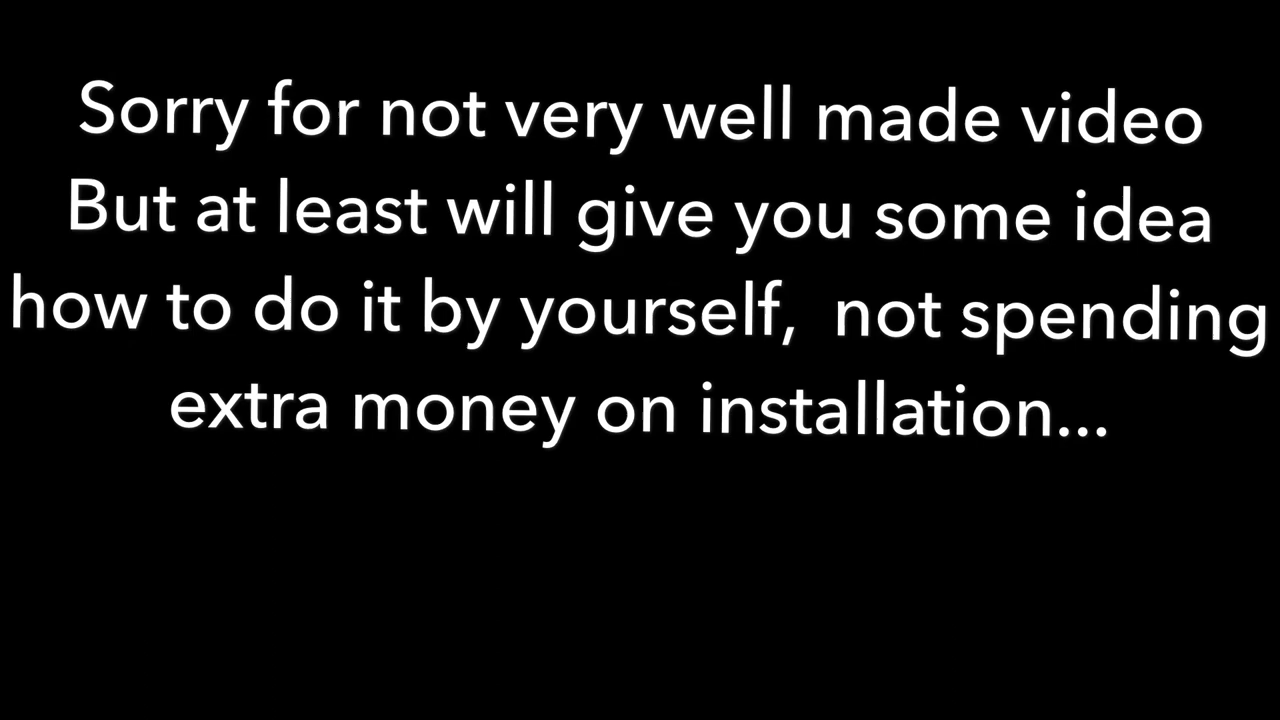 Sorry for not very well made video
But at least will give you some idea
how to do it by yourself,  not spending
extra money on installation...